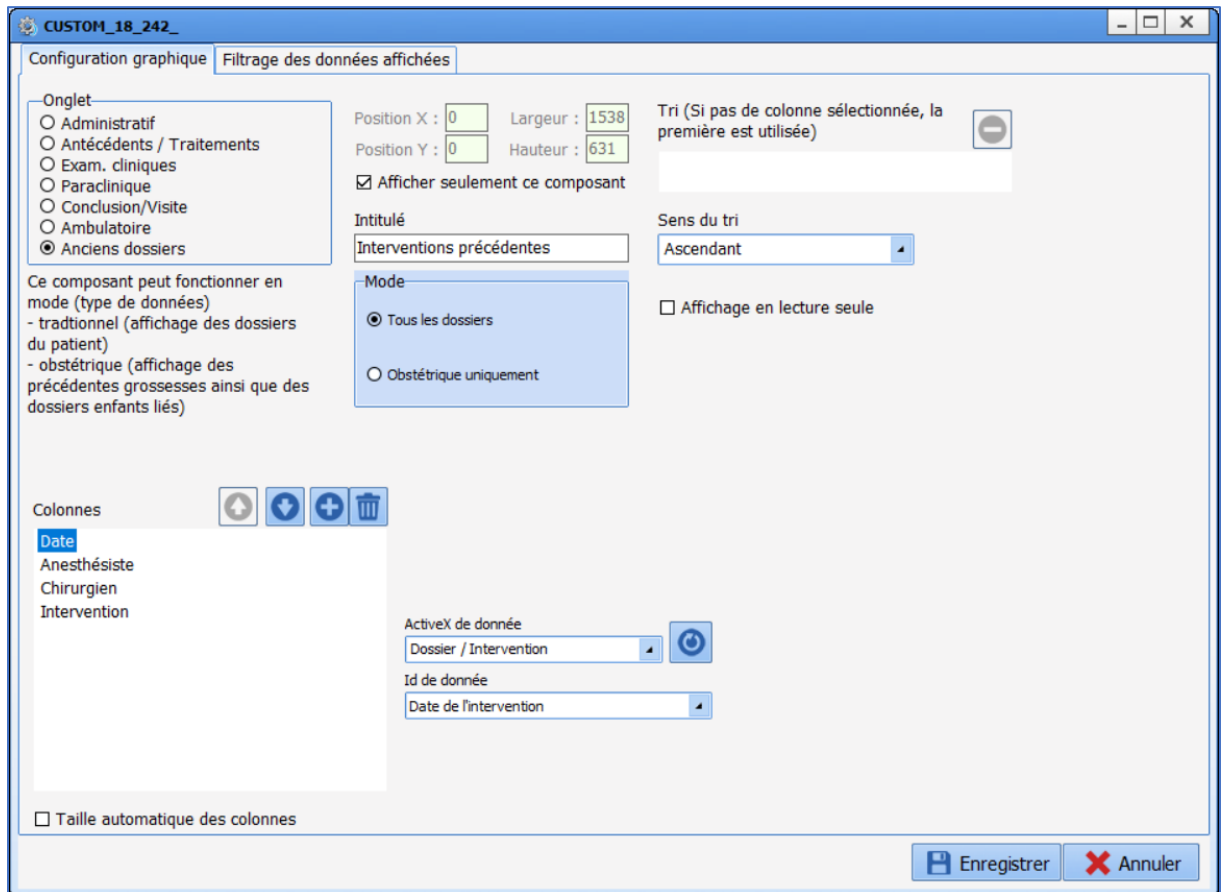 CUSTOM_18_242_
Configuration graphique
Filtrage des données affichées
Onglet
Administratif
Antécédents / Traitements
Exam. cliniques
Paraclinique
Conclusion/Visite
Ambulatoire
Anciens dossiers
Ce composant peut fonctionner en
mode (type de données)
- tradtionnel (affichage des dossiers
du patient)
- obstétrique (affichage des
précédentes grossesses ainsi que des
dossiers enfants liés)
Position X : 0
Largeur : 1538
Position Y : 0
Hauteur : 631
Afficher seulement ce composant
Intitulé
Interventions précédentes
Mode
Tous les dossiers
Obstétrique uniquement
Tri (Si pas de colonne sélectionnée, la
première est utilisée)
Sens du tri
Ascendant
Affichage en lecture seule
Colonnes
Date
Anesthésiste
Chirurgien
Intervention
ActiveX de donnée
Dossier / Intervention
Id de donnée
Date de l'intervention
Taille automatique des colonnes
Enregistrer
Annuler